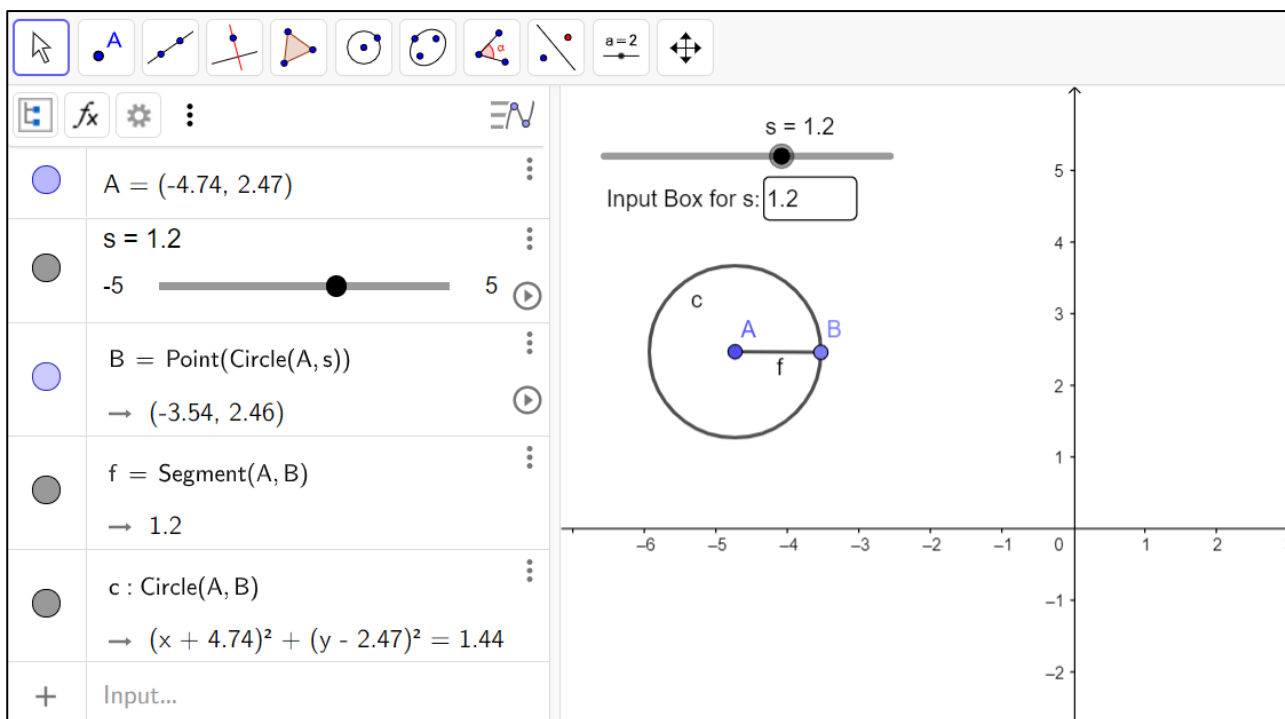 A
α
a = 2
fx
A = (-4.74, 2.47)
s = 1.2
-5
5
B = Point(Circle(A, s))
→ (-3.54, 2.46)
f = Segment(A, B)
→ 1.2
c : Circle(A, B)
→ (x + 4.74)² + (y - 2.47)² = 1.44
+ Input...
s = 1.2
Input Box for s: 1.2
c
A
B
f
5
4
3
2
1
–6 –5 –4 –3 –2 –1 0 1 2
–1
–2